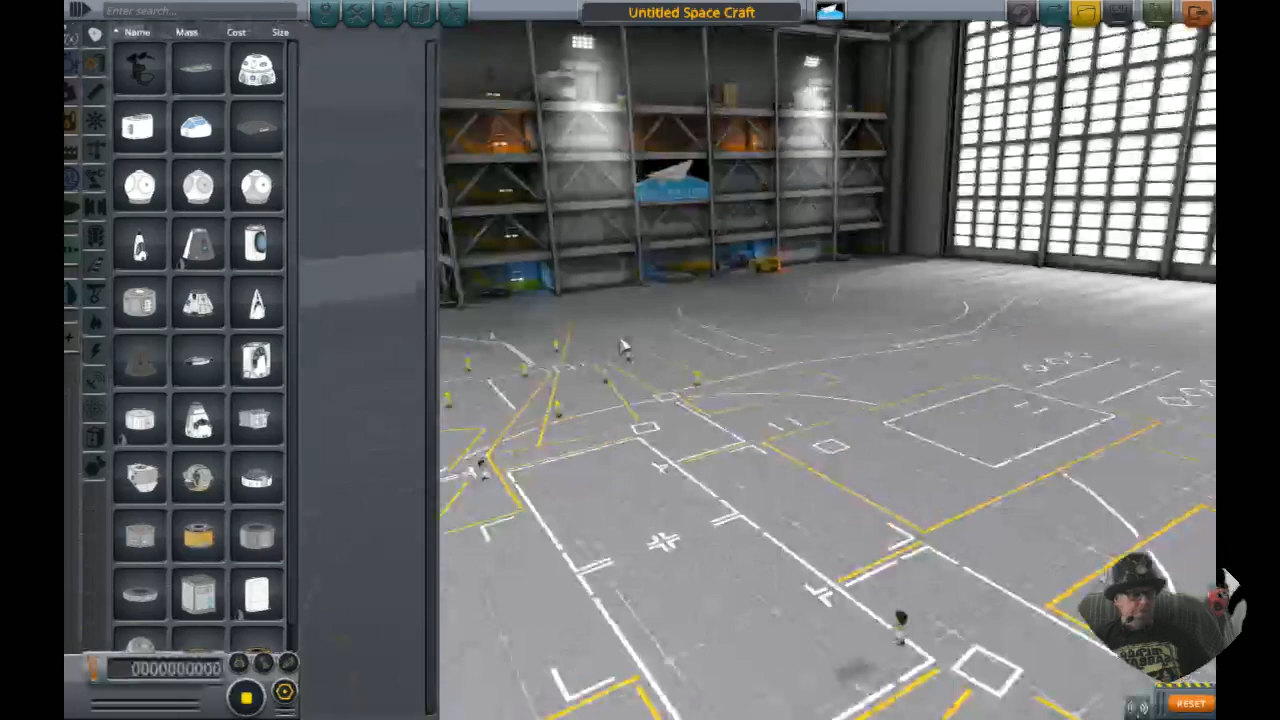 Enter search...
Untitled Space Craft
Name Mass Cost Size
0000000000
RESET